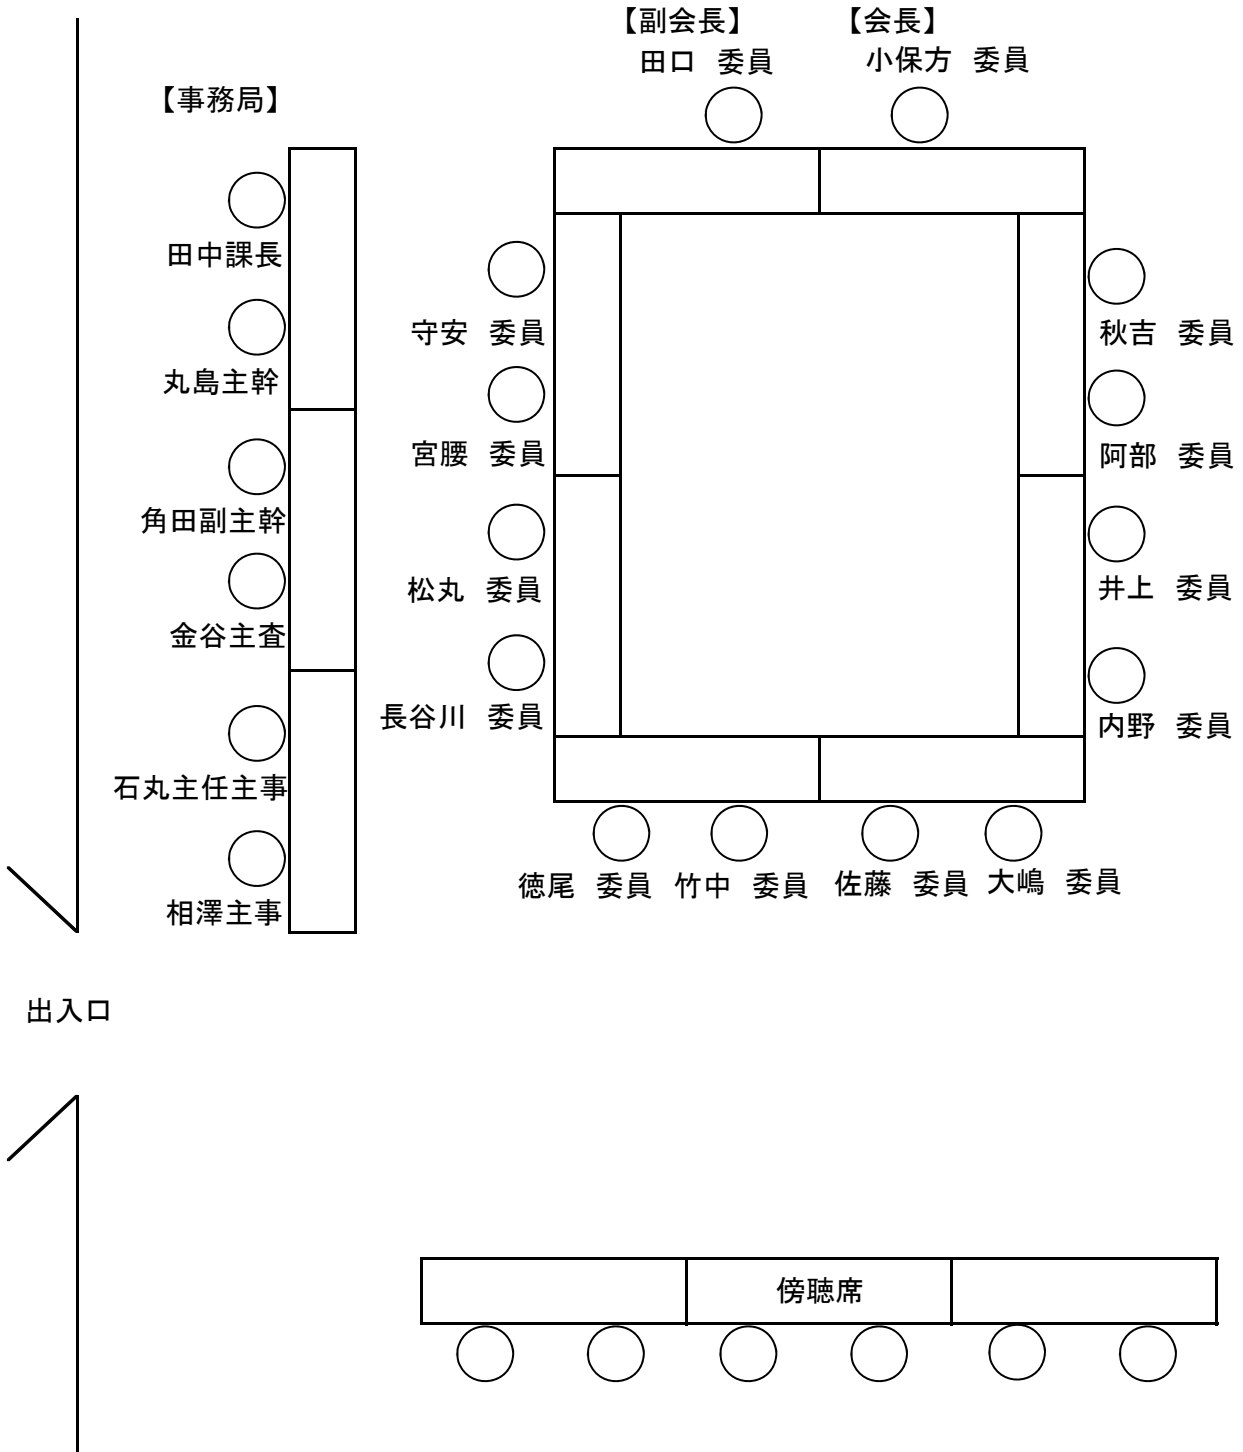 【副会長】 【会長】
田口 委員 小保方 委員
【事務局】
田中課長
丸島主幹
角田副主幹
金谷主査
石丸主任主事
相澤主事
守安 委員
宮腰 委員
松丸 委員
長谷川 委員
秋吉 委員
阿部 委員
井上 委員
内野 委員
徳尾 委員 竹中 委員 佐藤 委員 大嶋 委員
出入口
傍聴席